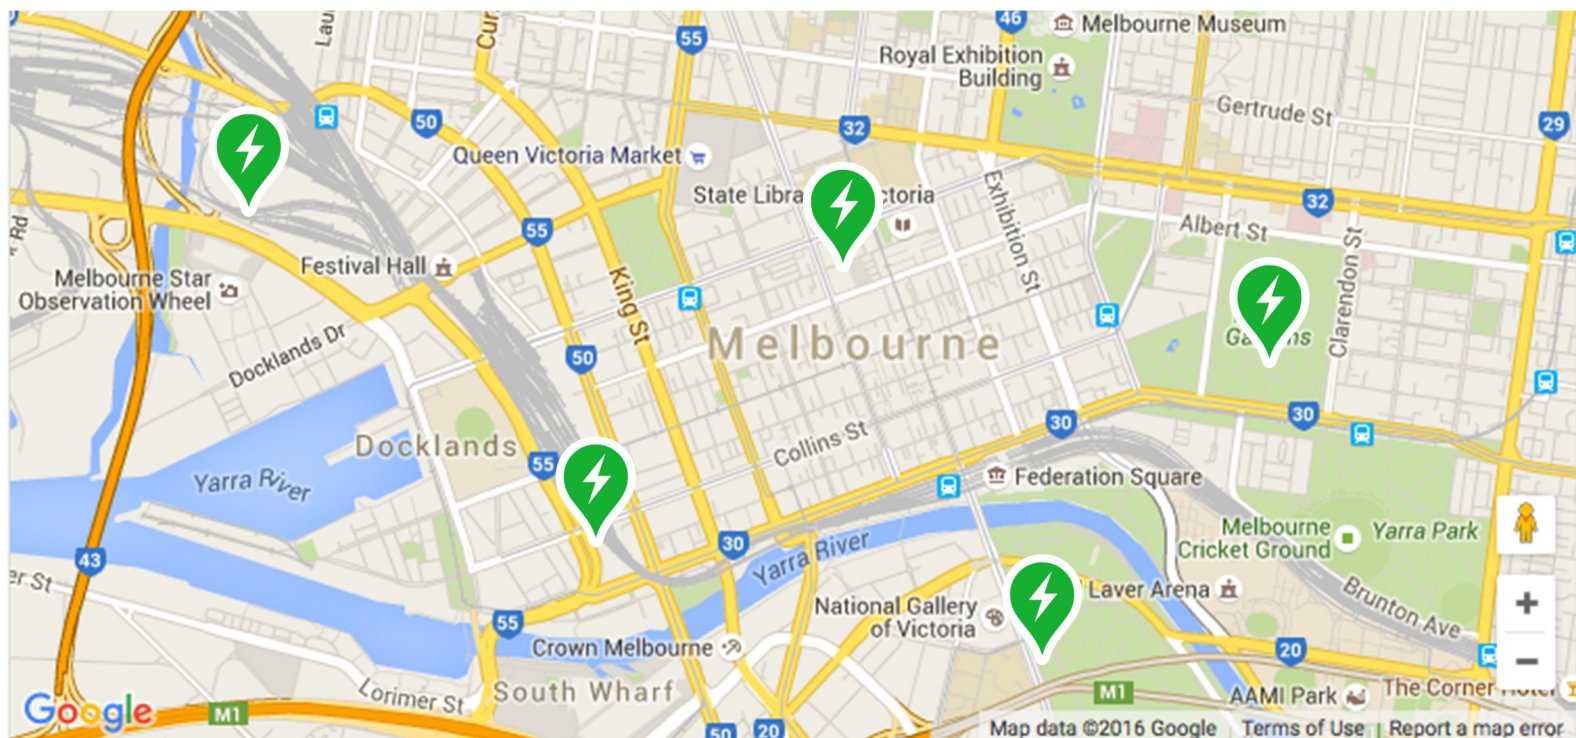 46
Melbourne Museum
55
Royal Exhibition
Building
Gertrude St
50
32
29
Queen Victoria Market
State Libra
ctoria
Exhibition St
32
Albert St
55
Festival Hall
King St
Clarendon St
Melbourne Star
Observation Wheel
Docklands Dr
Melbourne
50
30
30
Collins St
Docklands
55
Yarra River
Federation Square
Melbourne
Cricket Ground
Yarra Park
43
30
Yarra River
er St
Laver Arena
Brunton Ave
National Gallery
of Victoria
55
Crown Melbourne
20
Lorimer St
South Wharf
M1
AAMI Park
The Corner Hotel
Google
M1
50
20
Map data ©2016 Google
Terms of Use
Report a map error